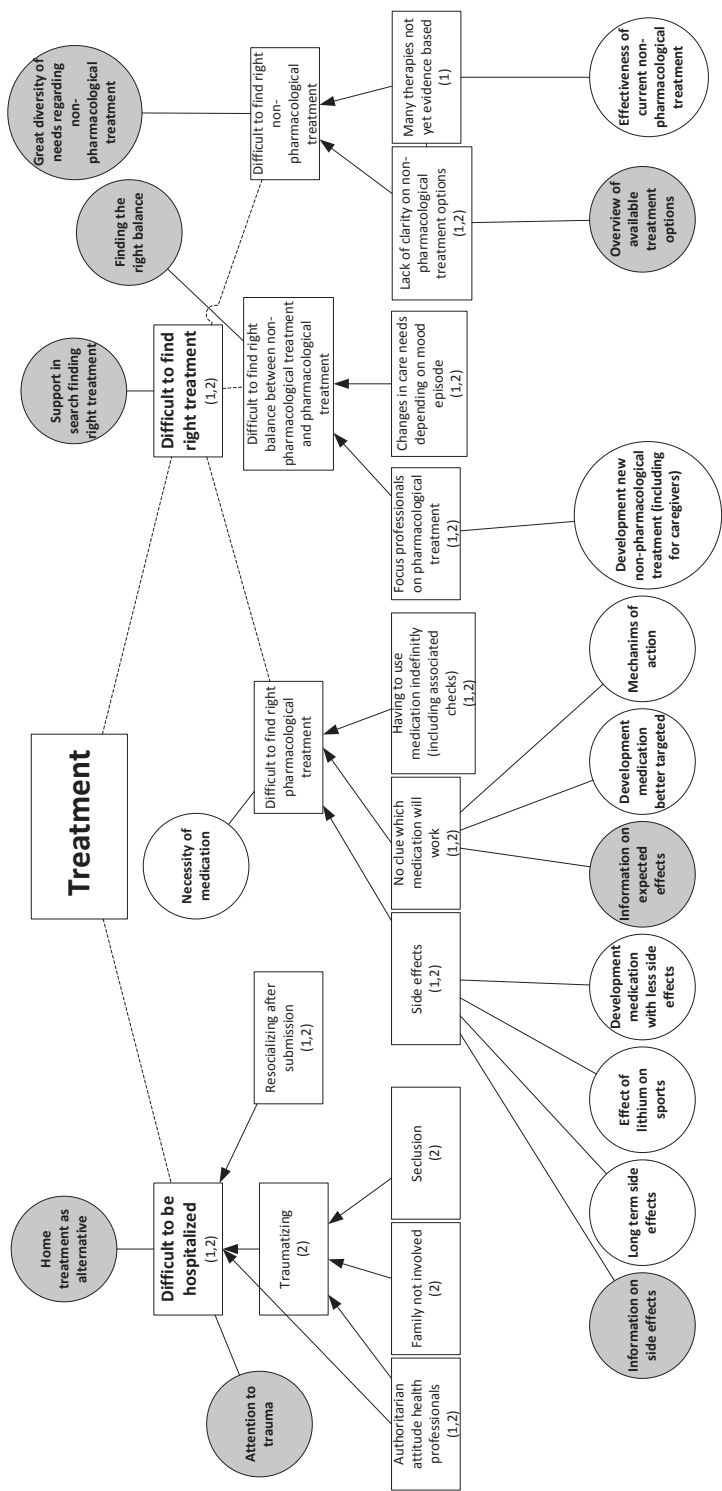 Treatment
Home
treatment as
alternative
Attention to
trauma
Difficult to be
hospitalized
(1,2)
Resocializing after
submission
(1,2)
Traumatizing
(2)
Authoritarian
attitude health
professionals
(1,2)
Family not involved
(2)
Seclusion
(2)
Necessity of
medication
Difficult to find right
pharmacological
treatment
Side effects
(1,2)
No clue which
medication will
work
(1,2)
Having to use
medication indefinitly
(including associated
checks)
(1,2)
Information on
side effects
Long term side
effects
Effect of
lithium on
sports
Development
medication
with less side
effects
Information on
expected
effects
Development
medication
better targeted
Mechanims of
action
Support in
search finding
right treatment
Difficult to find
right treatment
(1,2)
Finding the
right balance
Difficult to find right
balance between non-
pharmacological treatment
and pharmacological
treatment
Focus professionals
on pharmacological
treatment
(1,2)
Changes in care needs
depending on mood
episode
(1,2)
Development new
non-pharmacological
treatment (including
for caregivers)
Great diversity of
needs regarding
non-
pharmacological
treatment
Difficult to find right
non-
pharmacological
treatment
Lack of clarity on non-
pharmacological
treatment options
(1,2)
Many therapies not
yet evidence based
(1)
Overview of
available
treatment
options
Effectiveness of
current non-
pharmacological
treatment